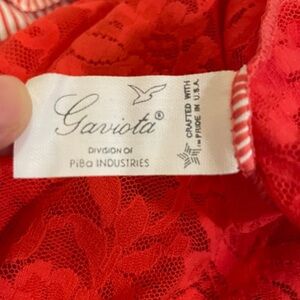 Gaviota®
DIVISION OF
PiBa INDUSTRIES
CRAFTED WITH
PRIDE IN U.S.A.